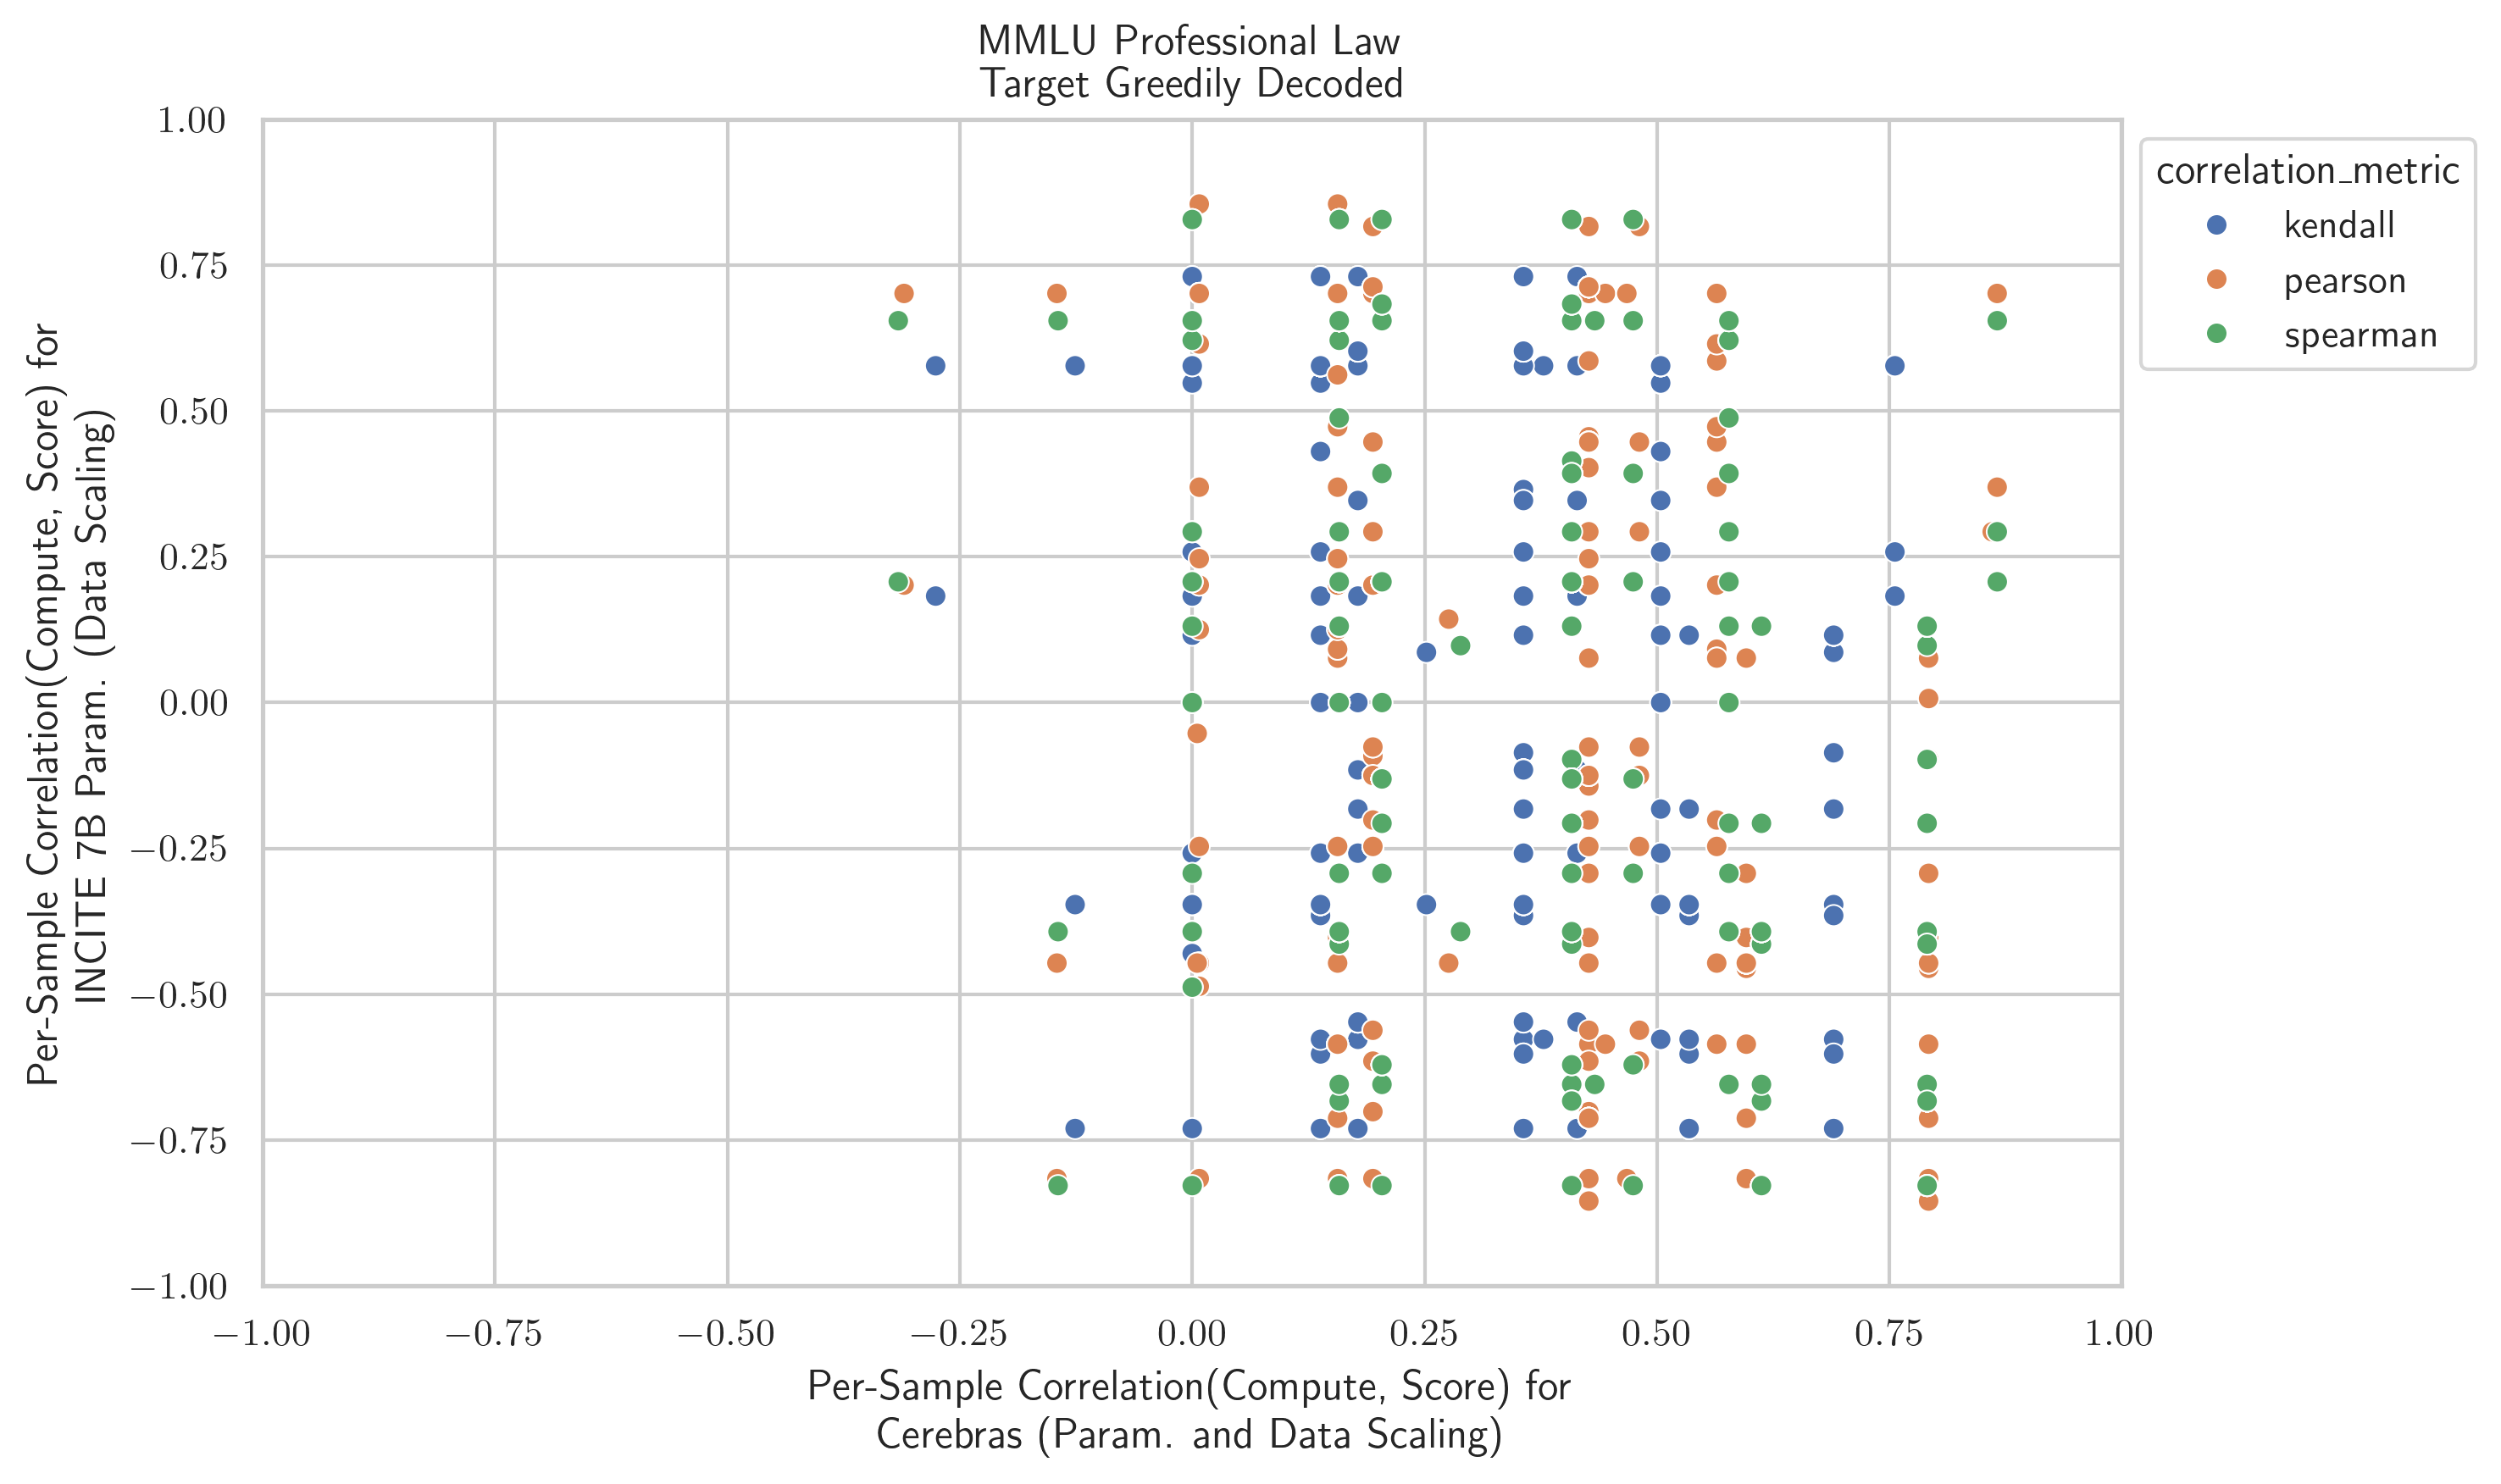 MMLU Professional Law
Target Greedily Decoded
Per-Sample Correlation(Compute, Score) for
INCITE 7B Param. (Data Scaling)
1.00
0.75
0.50
0.25
0.00
−0.25
−0.50
−0.75
−1.00
−1.00 −0.75 −0.50 −0.25 0.00 0.25 0.50 0.75 1.00
Per-Sample Correlation(Compute, Score) for
Cerebras (Param. and Data Scaling)
correlation_metric
kendall
pearson
spearman